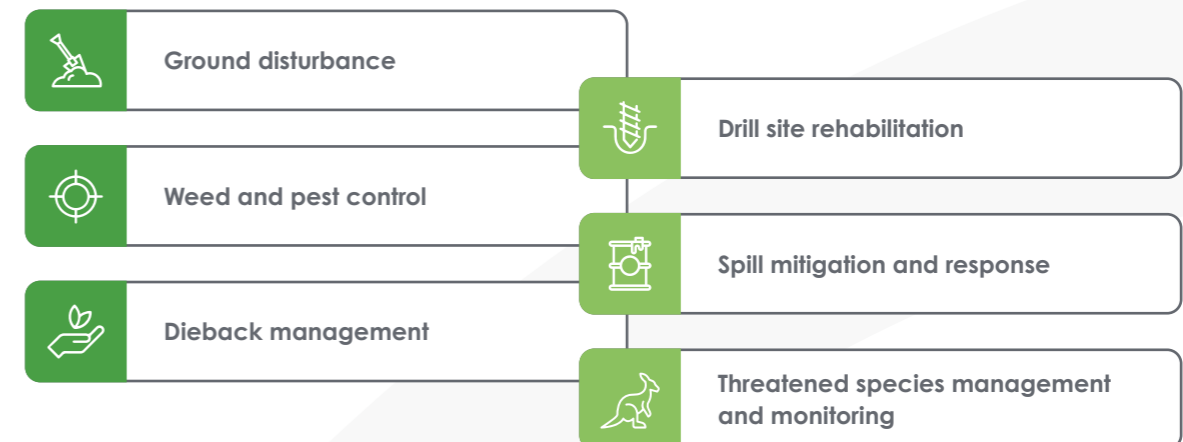 Ground disturbance
Drill site rehabilitation
Weed and pest control
Spill mitigation and response
Dieback management
Threatened species management
and monitoring